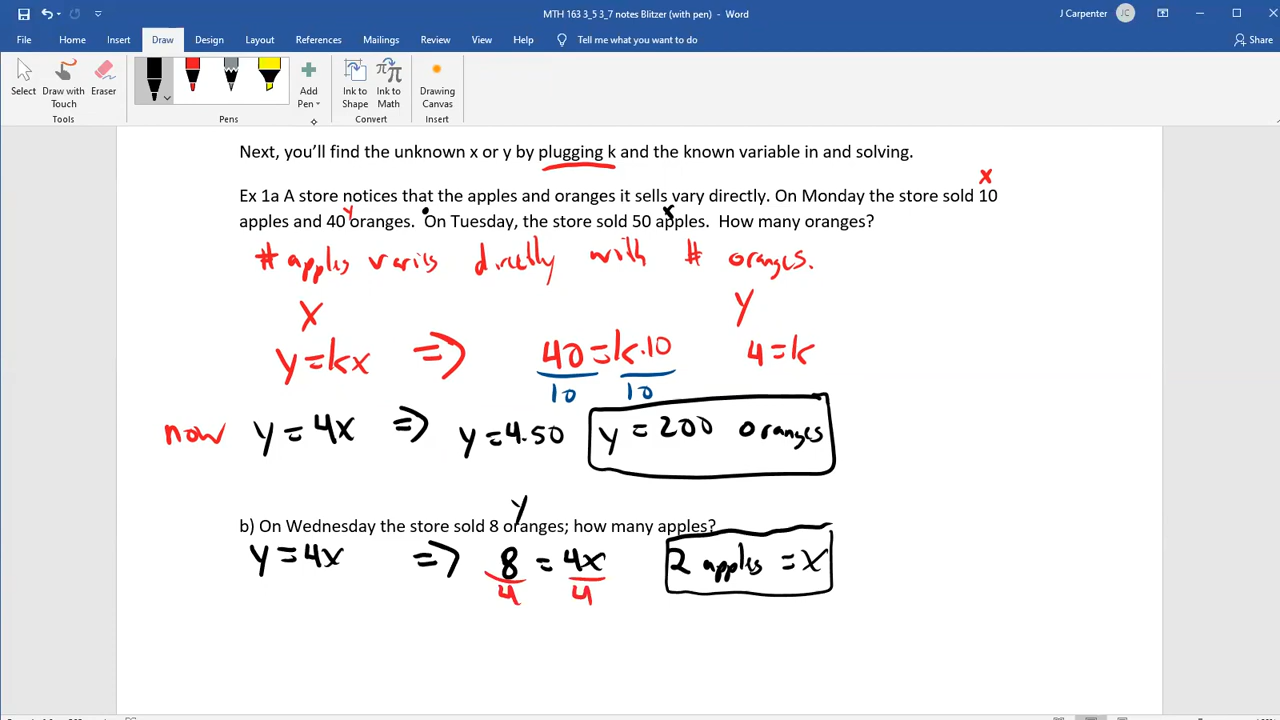 MTH 163 3_5 3_7 notes Blitzer (with pen) - Word
J Carpenter JC
File Home Insert Draw Design Layout References Mailings Review View Help Tell me what you want to do Share
Select Draw with Touch Eraser Add Pen Ink to Shape Ink to Math Drawing Canvas
Tools Pens Convert Insert
Next, you'll find the unknown x or y by plugging k and the known variable in and solving.
x
Ex 1a A store notices that the apples and oranges it sells vary directly. On Monday the store sold 10
y x
apples and 40 oranges. On Tuesday, the store sold 50 apples. How many oranges?
# apples varies directly with # oranges.
x y
y = kx => 40 = k·10 4 = k
10 10
now y = 4x => y = 4·50 y = 200 oranges
y
b) On Wednesday the store sold 8 oranges; how many apples?
y = 4x => 8 = 4x 2 apples = x
4 4